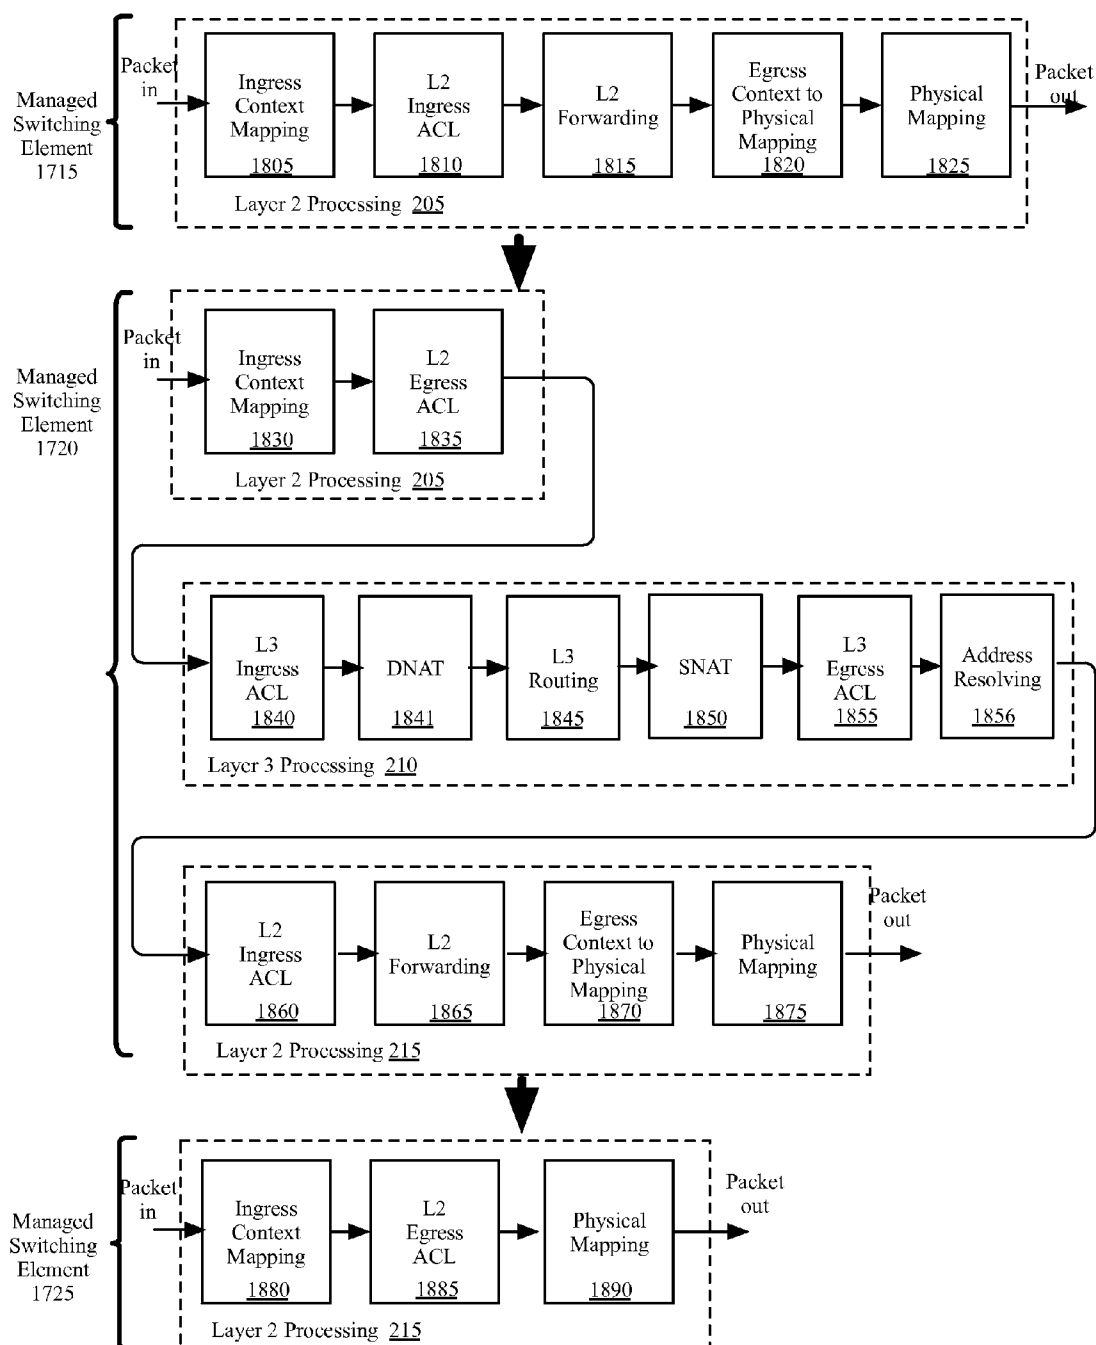 Managed
Switching
Element
1715
Packet
in
Ingress
Context
Mapping
1805
L2
Ingress
ACL
1810
L2
Forwarding
1815
Egress
Context to
Physical
Mapping
1820
Physical
Mapping
1825
Packet
out
Layer 2 Processing 205
Managed
Switching
Element
1720
Packet
in
Ingress
Context
Mapping
1830
L2
Egress
ACL
1835
Layer 2 Processing 205
L3
Ingress
ACL
1840
DNAT
1841
L3
Routing
1845
SNAT
1850
L3
Egress
ACL
1855
Address
Resolving
1856
Layer 3 Processing 210
L2
Ingress
ACL
1860
L2
Forwarding
1865
Egress
Context to
Physical
Mapping
1870
Physical
Mapping
1875
Packet
out
Layer 2 Processing 215
Managed
Switching
Element
1725
Packet
in
Ingress
Context
Mapping
1880
L2
Egress
ACL
1885
Physical
Mapping
1890
Packet
out
Layer 2 Processing 215